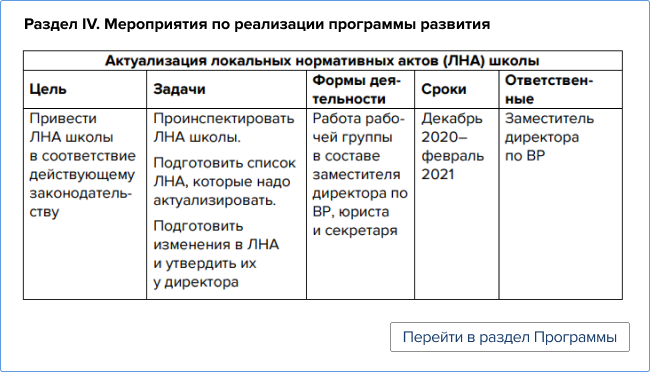 Раздел IV. Мероприятия по реализации программы развития
Актуализация локальных нормативных актов (ЛНА) школы
Цель
Задачи
Формы дея-
тельности
Сроки
Ответствен-
ные
Привести
ЛНА школы
в соответствие
действующему
законодатель-
ству
Проинспектировать
ЛНА школы.
Подготовить список
ЛНА, которые надо
актуализировать.
Подготовить
изменения в ЛНА
и утвердить их
у директора
Работа рабо-
чей группы
в составе
заместителя
директора по
ВР, юриста
и секретаря
Декабрь
2020–
февраль
2021
Заместитель
директора
по ВР
Перейти в раздел Программы